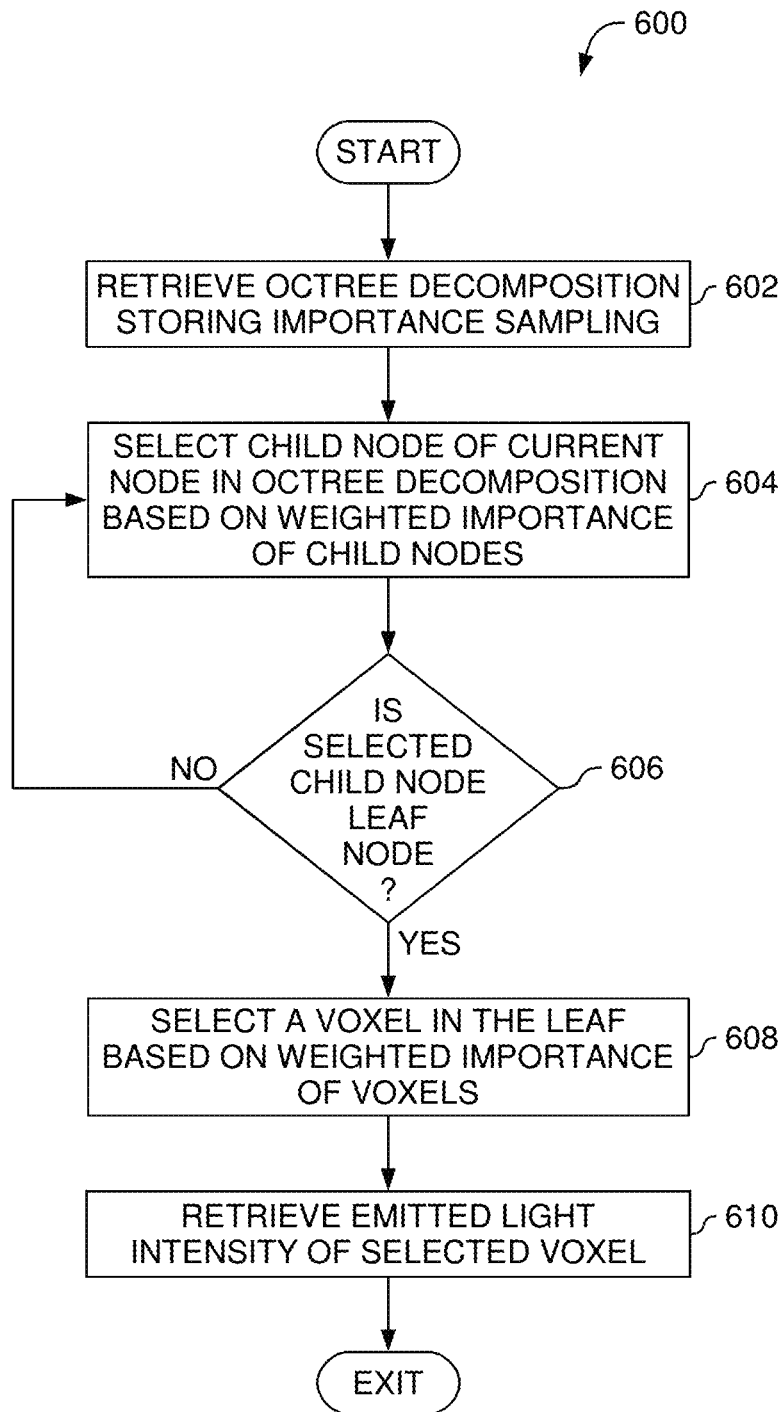 600
START
RETRIEVE OCTREE DECOMPOSITION
STORING IMPORTANCE SAMPLING
602
SELECT CHILD NODE OF CURRENT
NODE IN OCTREE DECOMPOSITION
BASED ON WEIGHTED IMPORTANCE
OF CHILD NODES
604
IS
SELECTED
CHILD NODE
LEAF
NODE
?
606
NO
YES
SELECT A VOXEL IN THE LEAF
BASED ON WEIGHTED IMPORTANCE
OF VOXELS
608
RETRIEVE EMITTED LIGHT
INTENSITY OF SELECTED VOXEL
610
EXIT